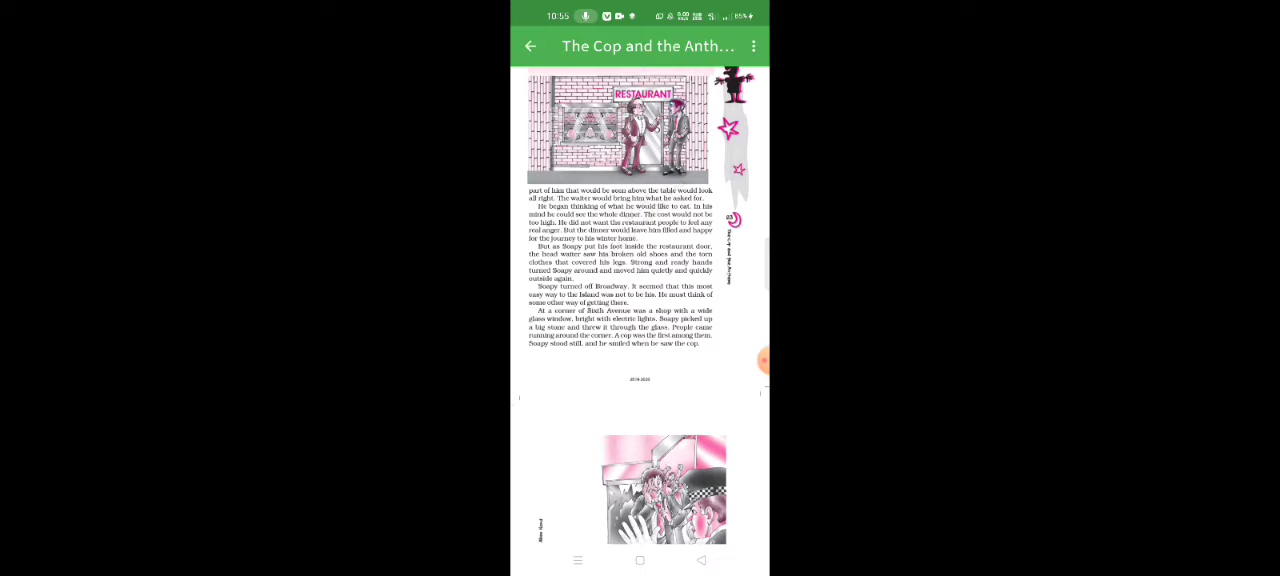 10:55
0.00
85%
The Cop and the Anth...
RESTAURANT
part of him that would be seen above the table would look
all right. The waiter would bring him what he asked for.
He began thinking of what he would like to eat. In his
mind he could see the whole dinner. The cost would not be
too high. He did not want the restaurant people to feel any
real anger. But the dinner would leave him filled and happy
for the journey to his winter home.
But as Soapy put his foot inside the restaurant door,
the head waiter saw his broken old shoes and the torn
clothes that covered his legs. Strong and ready hands
turned Soapy around and moved him quietly and quickly
outside again.
Soapy turned off Broadway. It seemed that this most
easy way to the Island was not to be his. He must think of
some other way of getting there.
At a corner of Sixth Avenue was a shop with a wide
glass window, bright with electric lights. Soapy picked up
a big stone and threw it through the glass. People came
running around the corner. A cop was the first among them.
Soapy stood still, and he smiled when he saw the cop.
The Cop and the Anthem
2019-2020